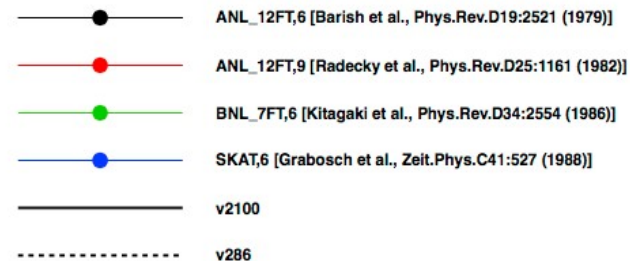 ANL_12FT,6 [Barish et al., Phys.Rev.D19:2521 (1979)]
ANL_12FT,9 [Radecky et al., Phys.Rev.D25:1161 (1982)]
BNL_7FT,6 [Kitagaki et al., Phys.Rev.D34:2554 (1986)]
SKAT,6 [Grabosch et al., Zeit.Phys.C41:527 (1988)]
v2100
v286